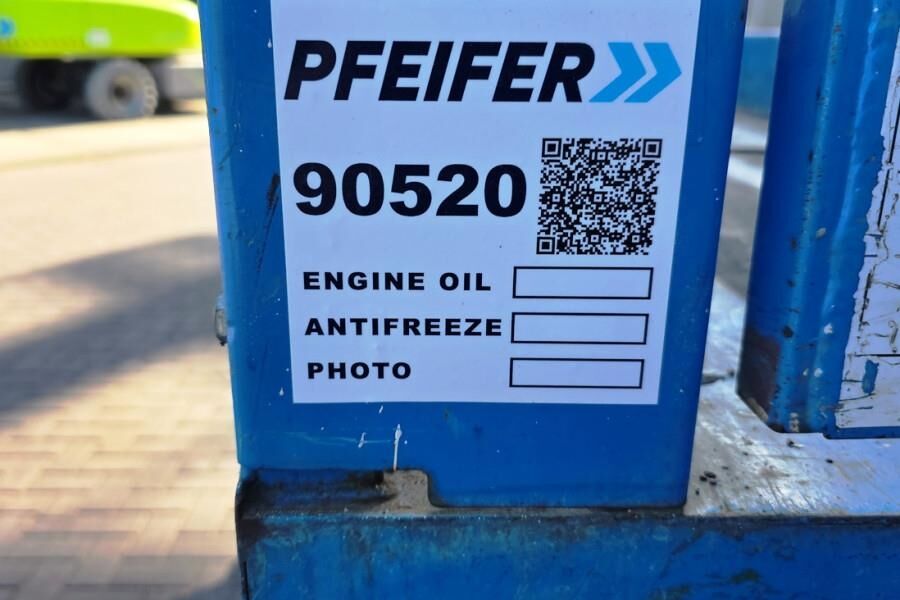 PFEIFER
90520
ENGINE OIL
ANTIFREEZE
PHOTO